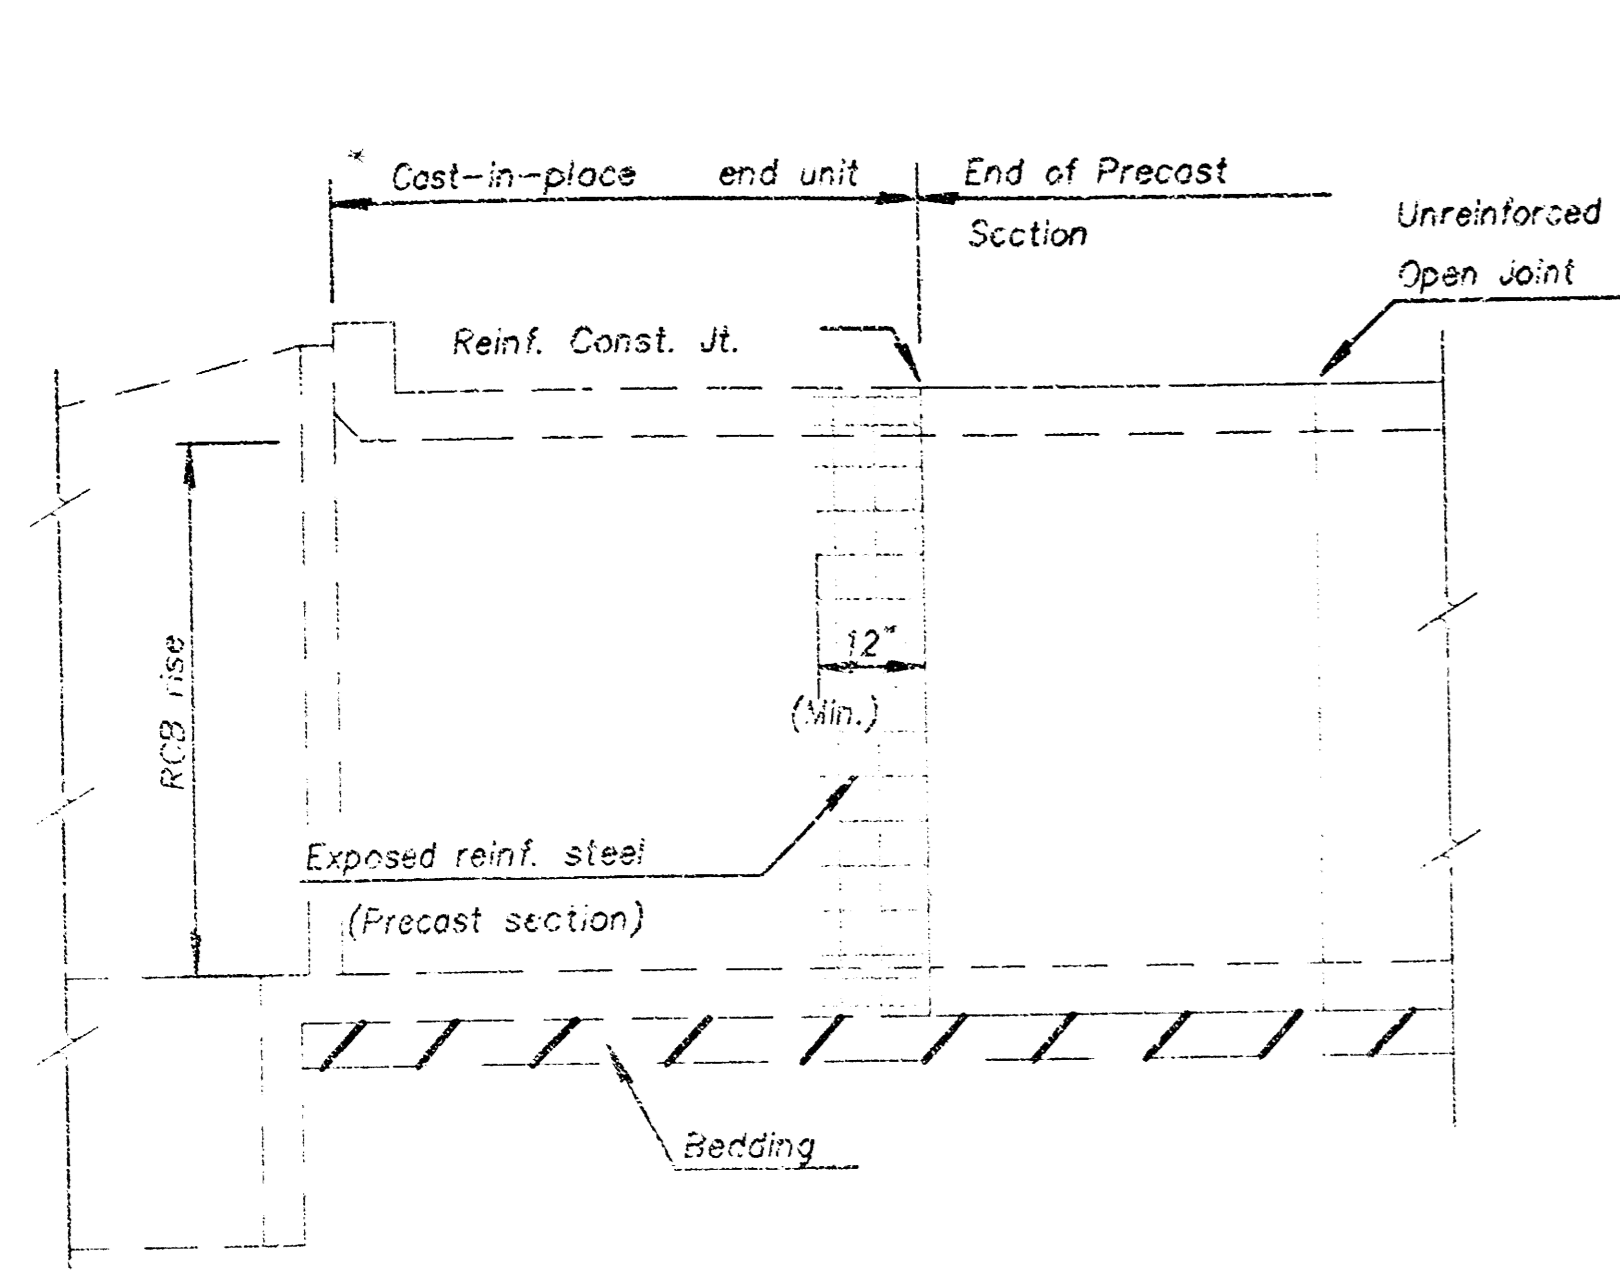 * Cast-in-place end unit
End of Precast
Section
Unreinforced
Open Joint
Reinf. Const. Jt.
12"
(Min.)
RCB rise
Exposed reinf. steel
(Precast section)
Bedding